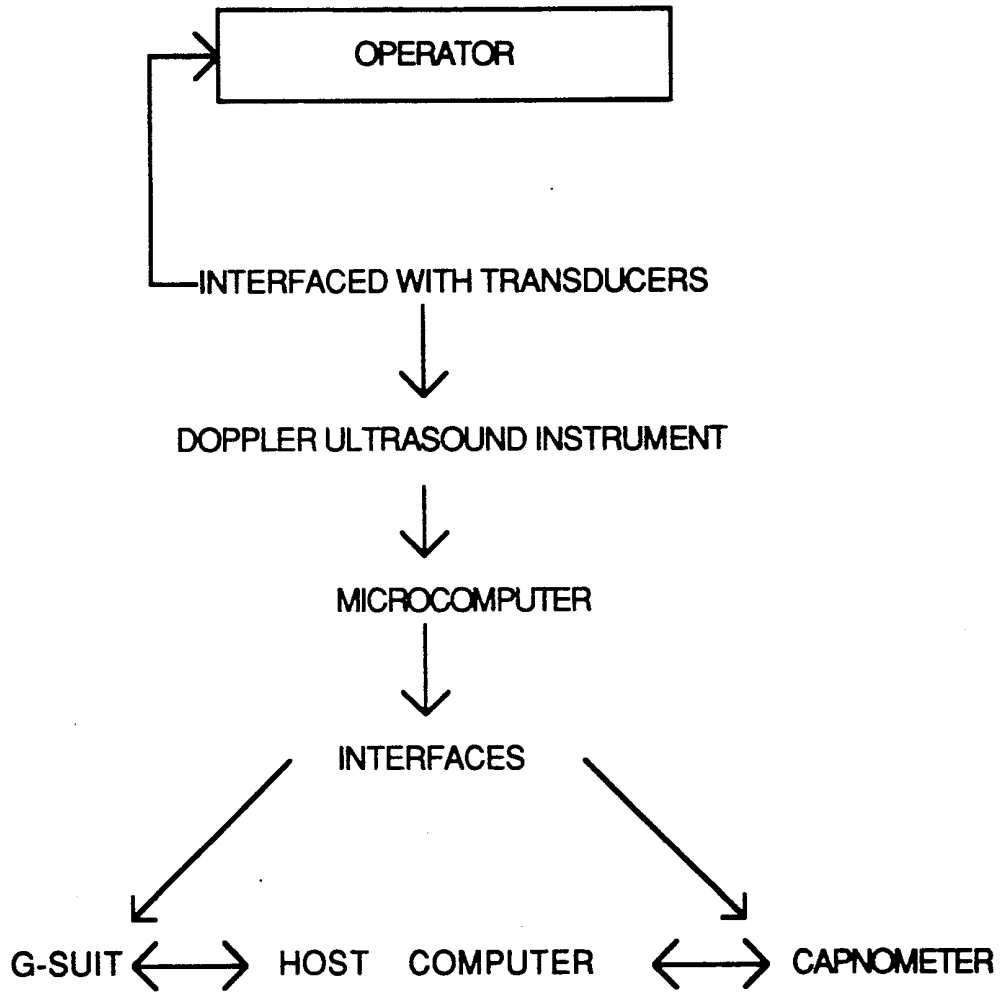 OPERATOR
INTERFACED WITH TRANSDUCERS
DOPPLER ULTRASOUND INSTRUMENT
MICROCOMPUTER
INTERFACES
G-SUIT HOST COMPUTER CAPNOMETER